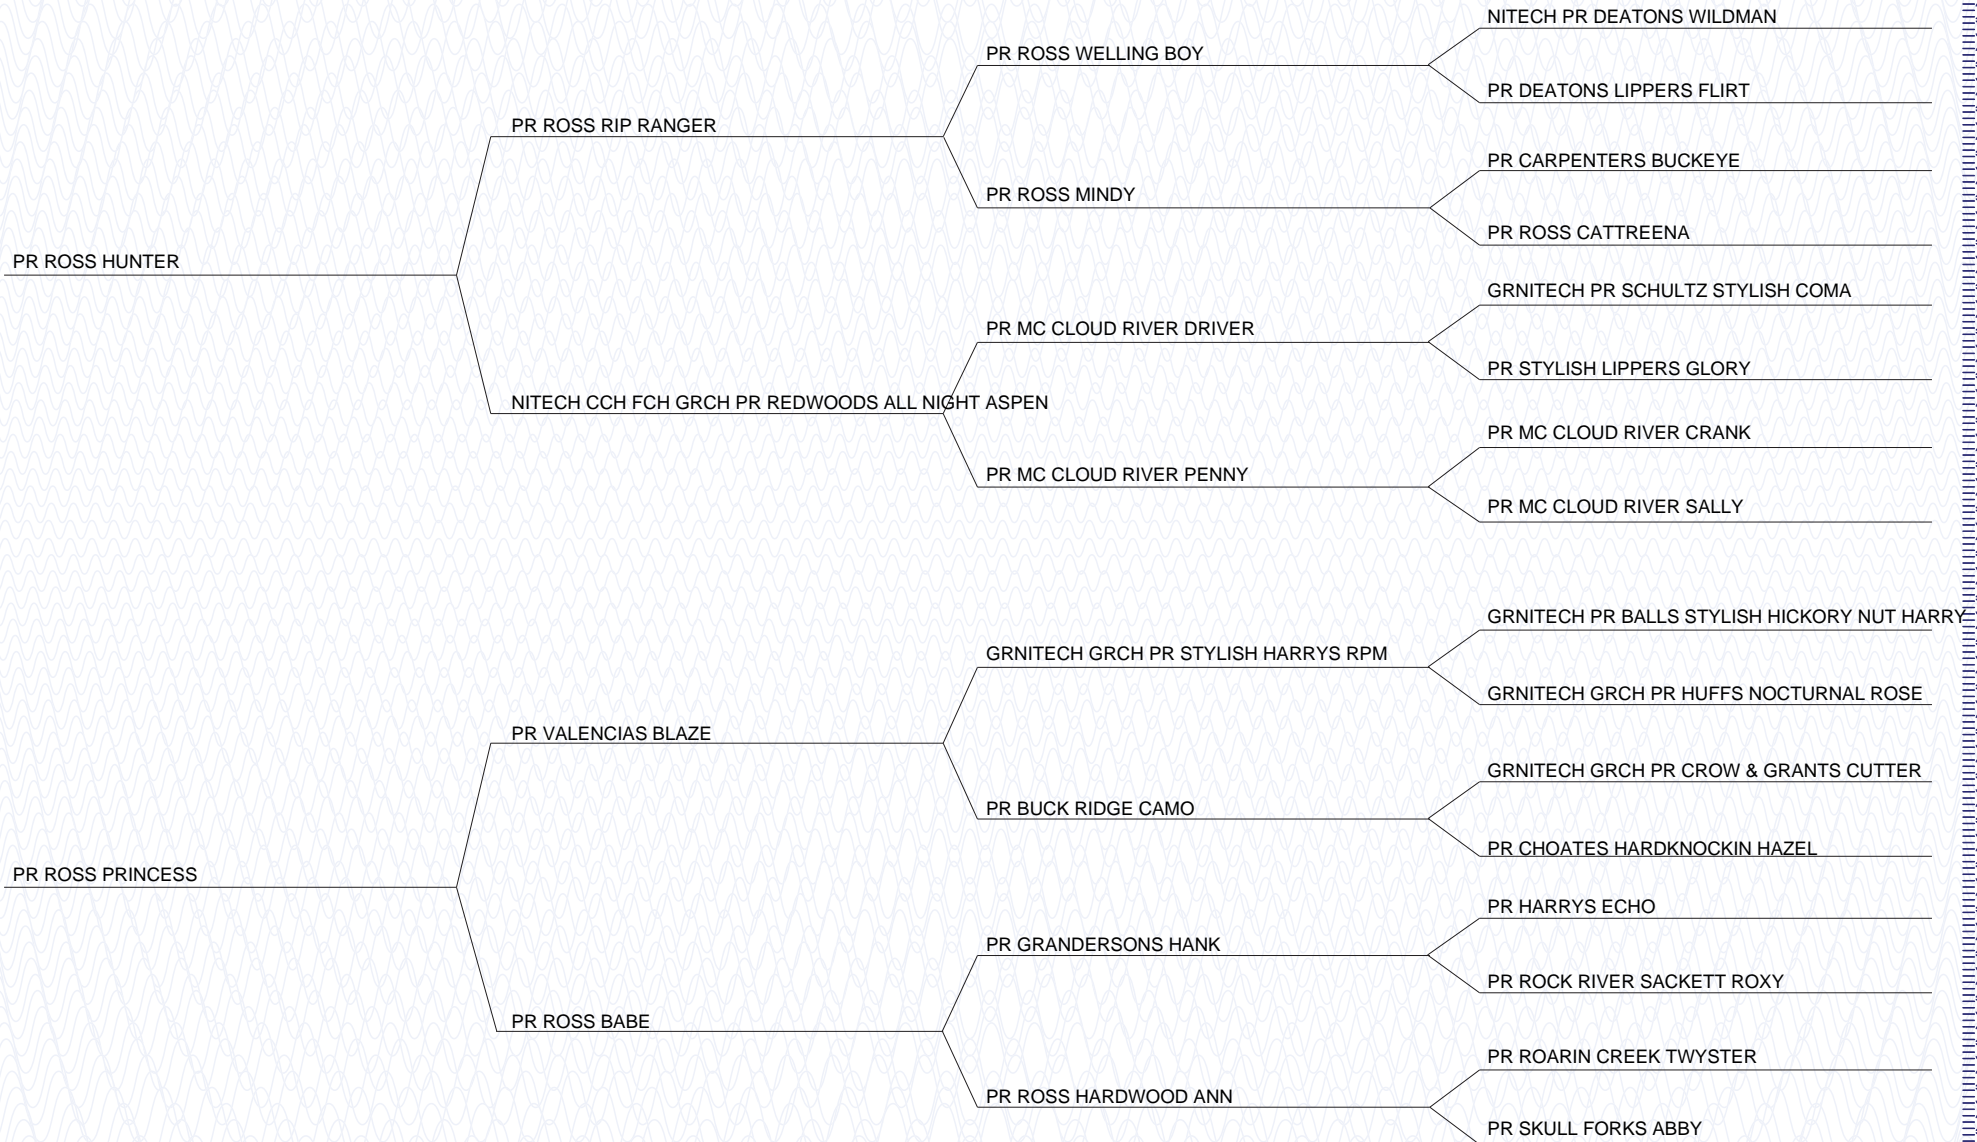 NITECH PR DEATONS WILDMAN
PR ROSS WELLING BOY
PR DEATONS LIPPERS FLIRT
PR ROSS RIP RANGER
PR CARPENTERS BUCKEYE
PR ROSS MINDY
PR ROSS CATTREENA
PR ROSS HUNTER
GRNITECH PR SCHULTZ STYLISH COMA
PR MC CLOUD RIVER DRIVER
PR STYLISH LIPPERS GLORY
NITECH CCH FCH GRCH PR REDWOODS ALL NIGHT ASPEN
PR MC CLOUD RIVER CRANK
PR MC CLOUD RIVER PENNY
PR MC CLOUD RIVER SALLY
GRNITECH PR BALLS STYLISH HICKORY NUT HARRY
GRNITECH GRCH PR STYLISH HARRYS RPM
GRNITECH GRCH PR HUFFS NOCTURNAL ROSE
PR VALENCIAS BLAZE
GRNITECH GRCH PR CROW & GRANTS CUTTER
PR BUCK RIDGE CAMO
PR CHOATES HARDKNOCKIN HAZEL
PR ROSS PRINCESS
PR HARRYS ECHO
PR GRANDERSONS HANK
PR ROCK RIVER SACKETT ROXY
PR ROSS BABE
PR ROARIN CREEK TWYSTER
PR ROSS HARDWOOD ANN
PR SKULL FORKS ABBY